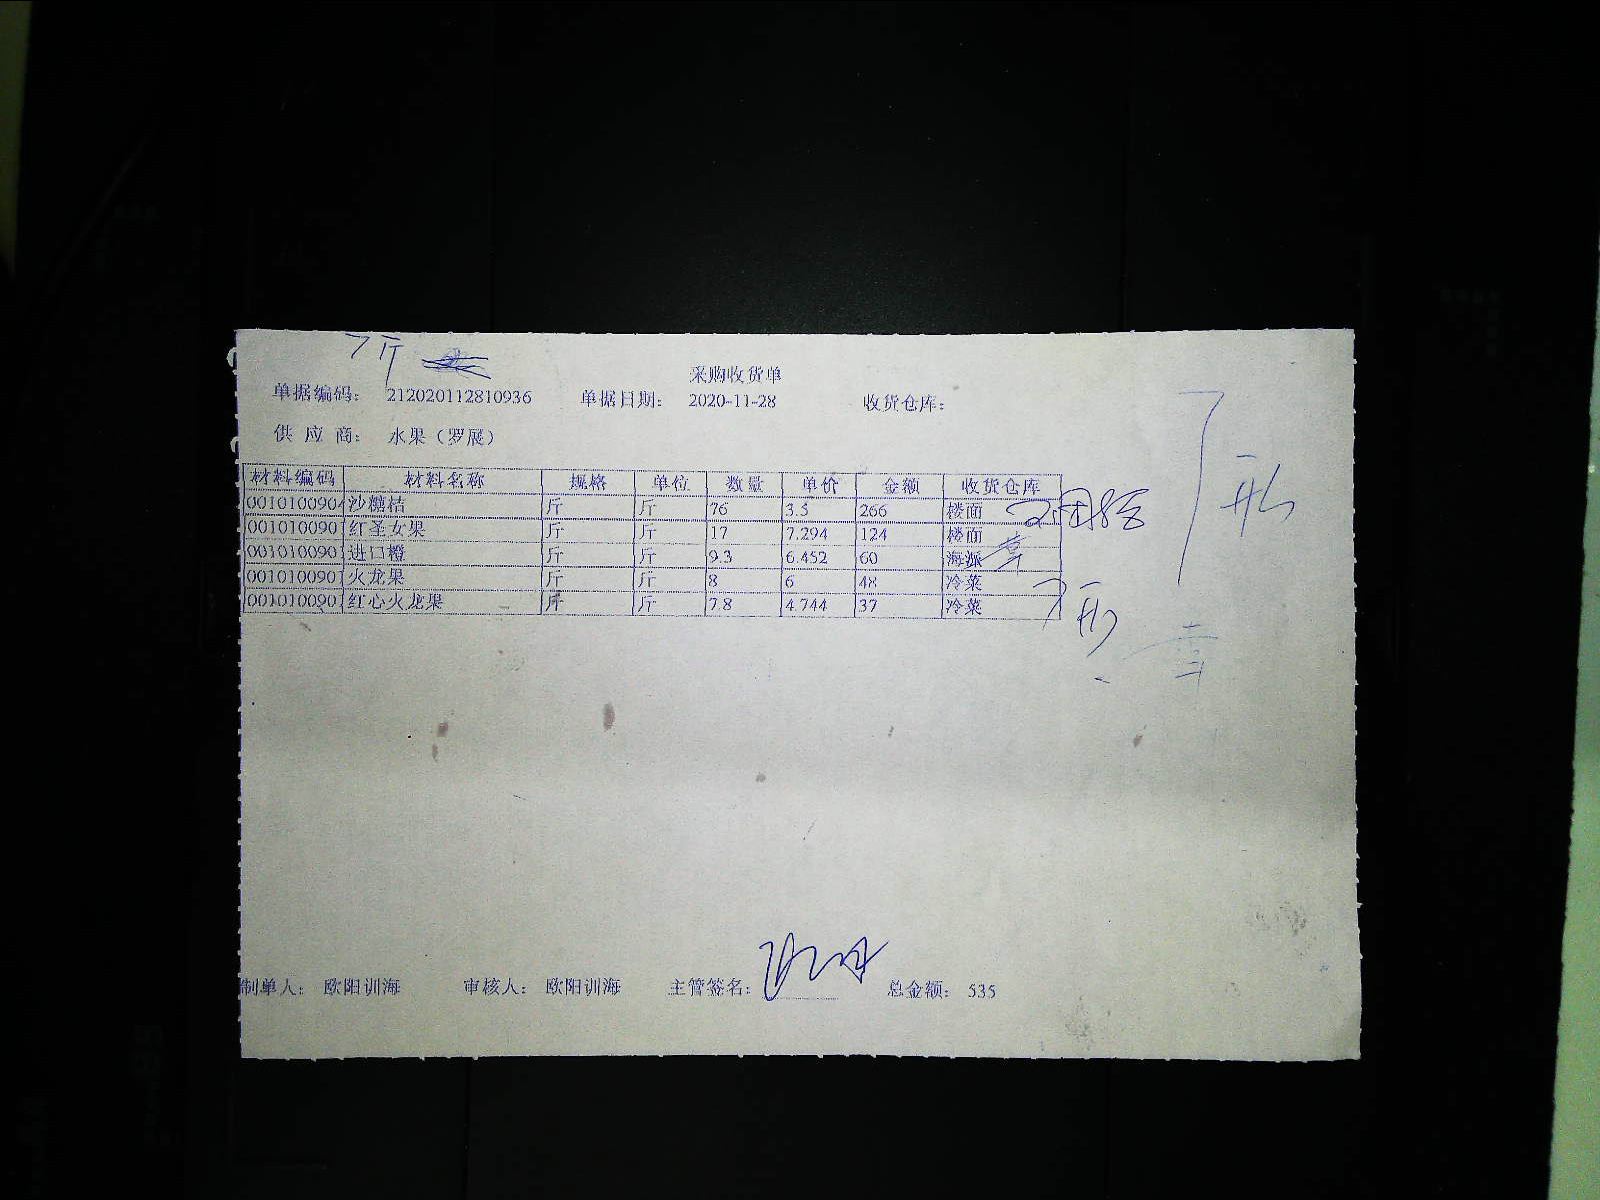 采购收货单
单据编码： 212020112810936 单据日期： 2020-11-28 收货仓库：
供 应 商： 水果（罗展）
材料编码 材料名称 规格 单位 数量 单价 金额 收货仓库
0010100904 沙糖桔 斤 斤 76 3.5 266 楼面
001010090 红圣女果 斤 斤 17 7.294 124 楼面
001010090 进口橙 斤 斤 9.3 6.452 60 海派
001010090 火龙果 斤 斤 8 6 48 冷菜
001010090 红心火龙果 斤 斤 7.8 4.744 37 冷菜
制单人： 欧阳训海 审核人： 欧阳训海 主管签名： 总金额： 535